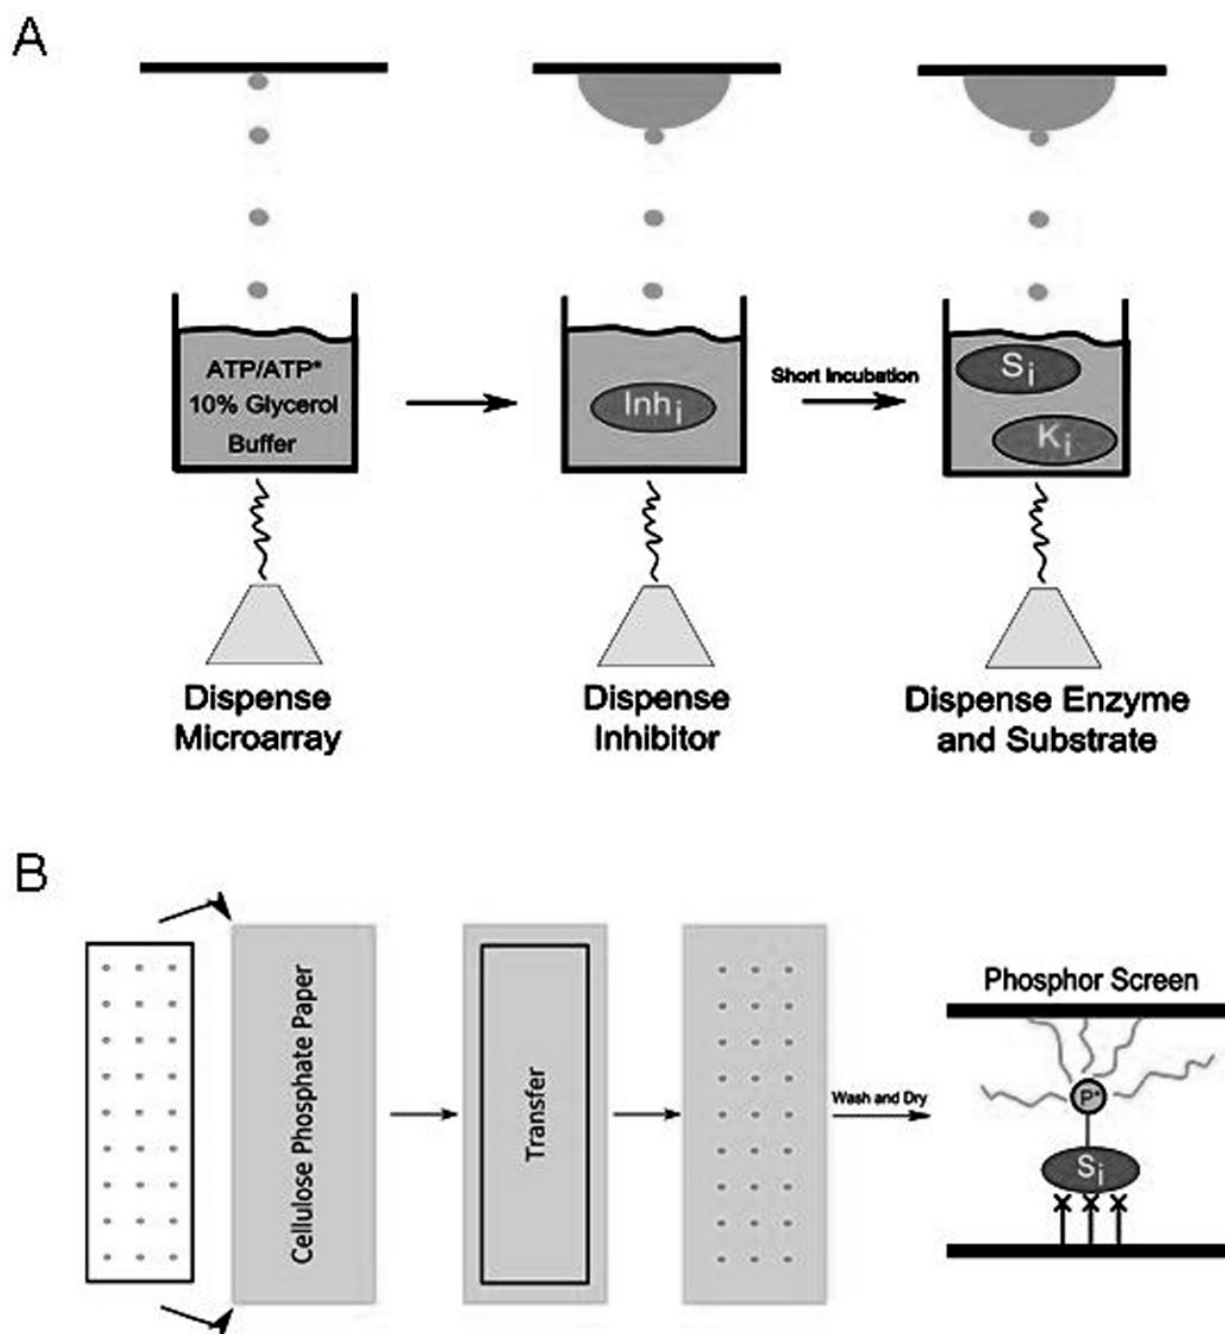 A
ATP/ATP*
10% Glycerol
Buffer
Inh i
Short Incubation
S i
K i
Dispense
Microarray
Dispense
Inhibitor
Dispense Enzyme
and Substrate
B
Cellulose Phosphate Paper
Transfer
Wash and Dry
Phosphor Screen
P*
S i